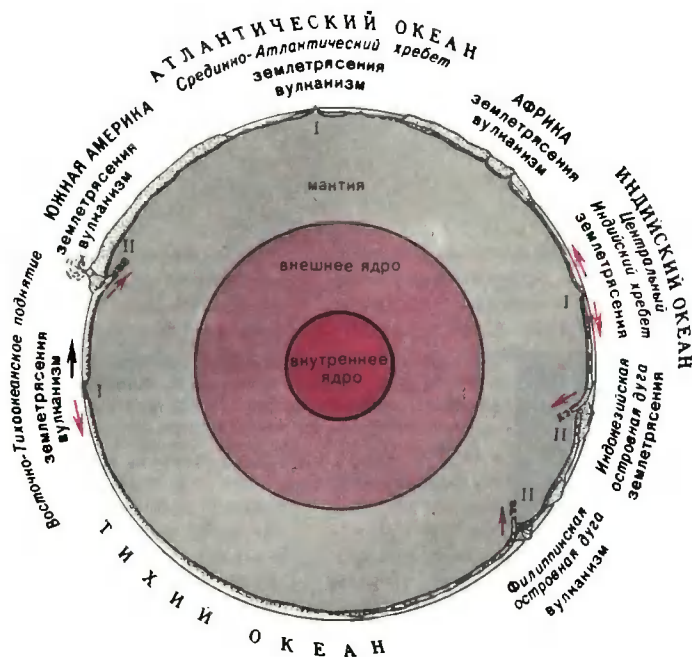 АТЛАНТИЧЕСКИЙ ОКЕАН
Срединно-Атлантический хребет
землетрясения
вулканизм
АФРИКА
землетрясения
вулканизм
ИНДИЙСКИЙ ОКЕАН
Центральный
Индийский хребет
землетрясения
Индонезийская
островная дуга
землетрясения
Филиппинская
островная дуга
вулканизм
ТИХИЙ ОКЕАН
Восточно-Тихоокеанское поднятие
землетрясения
вулканизм
ЮЖНАЯ АМЕРИКА
землетрясения
вулканизм
I
мантия
II
внешнее ядро
I
внутреннее
ядро
I
II
II